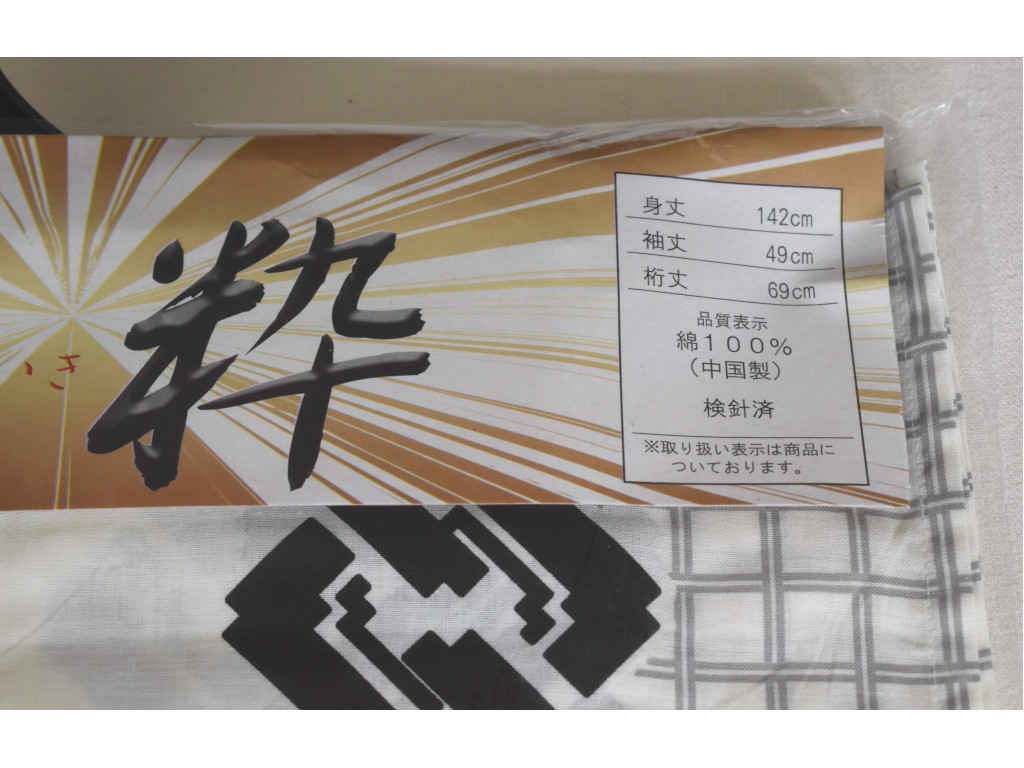 粋
いき
身丈 142cm
袖丈 49cm
裄丈 69cm
品質表示
綿１００％
（中国製）
検針済
※取り扱い表示は商品に
ついております。